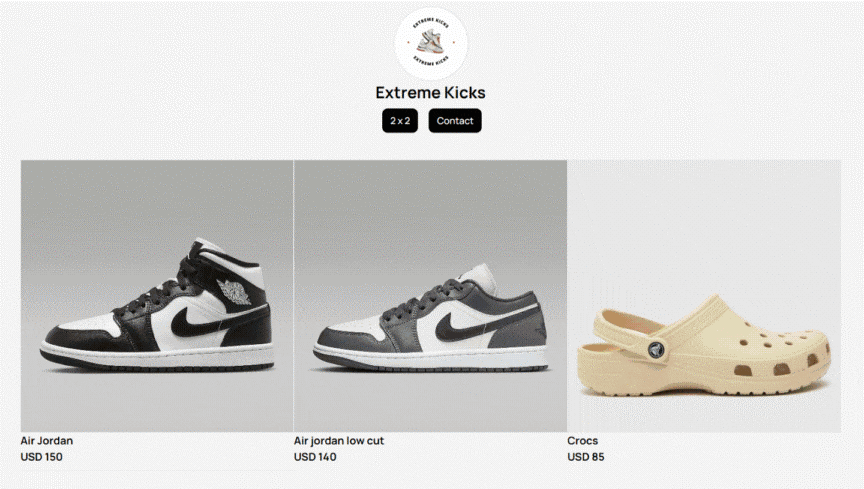 EXTREME KICKS
EXTREME KICKS
Extreme Kicks
2 x 2
Contact
Air Jordan
Air jordan low cut
Crocs
USD 150
USD 140
USD 85